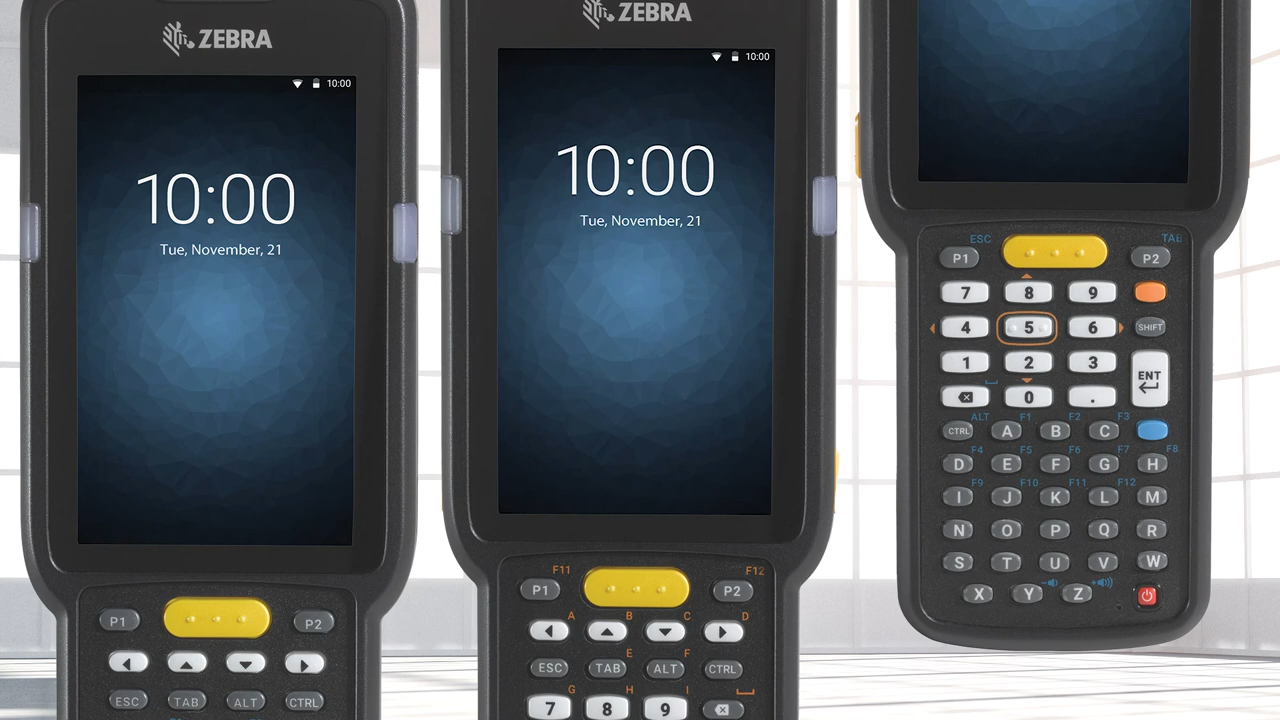 ZEBRA
10:00
10:00
Tue, November, 21
P1 P2
ESC TAB ALT CTRL
ZEBRA
10:00
10:00
Tue, November, 21
F11 F12
P1 P2
A B C D
E F
ESC TAB ALT CTRL
G H I
7 8 9
ESC TAB
P1 P2
7 8 9
4 5 6 SHIFT
1 2 3
ENT
0 .
ALT F1 F2 F3
CTRL A B C
F4 F5 F6 F7 F8
D E F G H
F9 F10 F11 F12
I J K L M
N O P Q R
S T U V W
X Y Z